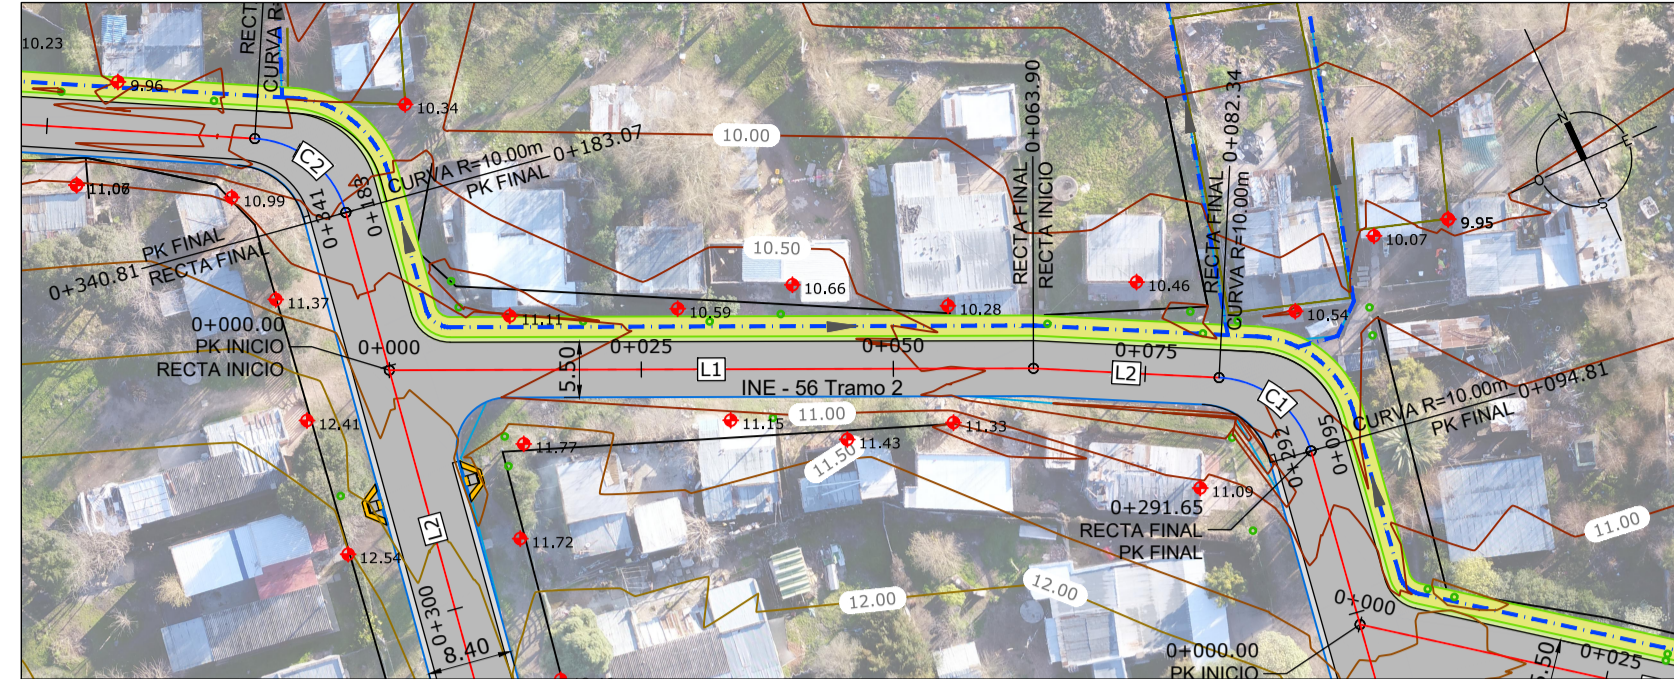 RECT
CURVA R
10.23
9.96
10.34
11.06
10.99
C2
0+341
0+183
CURVA R=10.00m
PK FINAL
0+183.07
0+340.81
PK FINAL
RECTA FINAL
11.37
0+000.00
PK INICIO
RECTA INICIO
10.00
10.50
10.66
10.59
11.11
10.28
RECTA FINAL
RECTA INICIO
0+063.90
10.46
RECTA FINAL
CURVA R=10.00m
0+082.34
10.54
10.07
9.95
N
E
S
O
0+000
0+025
0+050
0+075
5.50
L1
L2
INE - 56 Tramo 2
C1
CURVA R=10.00m
PK FINAL
0+094.81
0+292
0+095
12.41
11.77
11.15
11.00
11.43
11.33
11.50
11.09
0+291.65
RECTA FINAL
PK FINAL
11.00
12.54
L2
11.72
12.00
12.00
0+300
8.40
0+000
0+000.00
PK INICIO
5.50
0+025